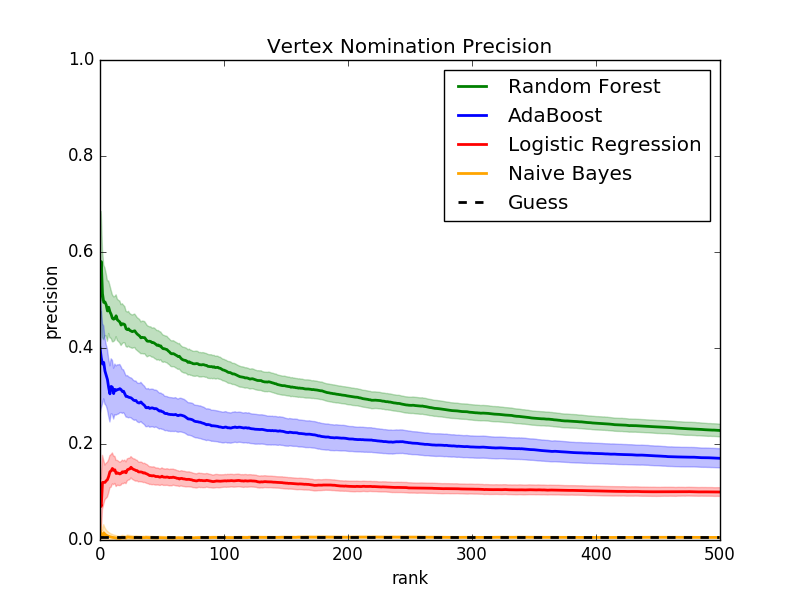 Vertex Nomination Precision
1.0
0.8
0.6
0.4
0.2
0.0
precision
Random Forest
AdaBoost
Logistic Regression
Naive Bayes
Guess
0 100 200 300 400 500
rank